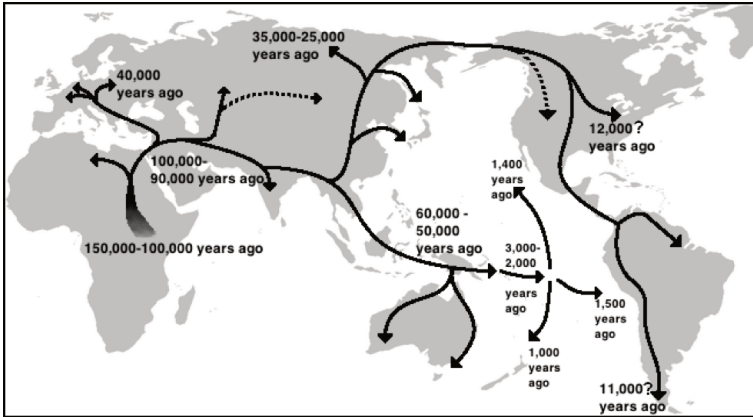 35,000-25,000
years ago
40,000
years ago
12,000?
years ago
100,000-
90,000 years ago
1,400
years
ago
60,000 -
50,000
years ago
150,000-100,000 years ago
3,000-
2,000
years
ago
1,500
years
ago
1,000
years
ago
11,000?
years ago